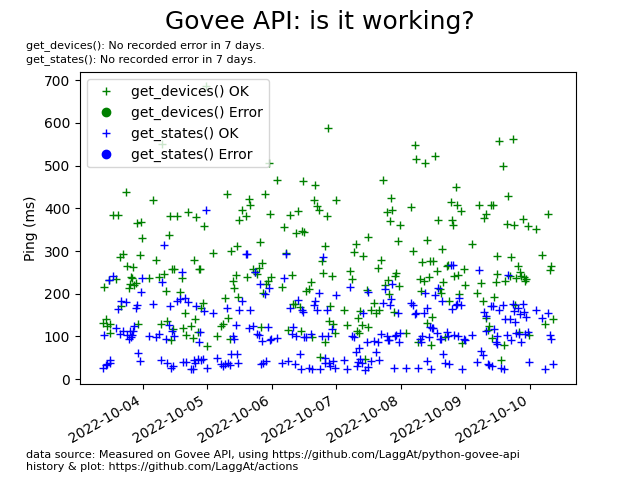 Govee API: is it working?
get_devices(): No recorded error in 7 days.
get_states(): No recorded error in 7 days.
700
600
500
400
300
200
100
0
Ping (ms)
get_devices() OK
get_devices() Error
get_states() OK
get_states() Error
2022-10-04
2022-10-05
2022-10-06
2022-10-07
2022-10-08
2022-10-09
2022-10-10
data source: Measured on Govee API, using https://github.com/LaggAt/python-govee-api
history & plot: https://github.com/LaggAt/actions